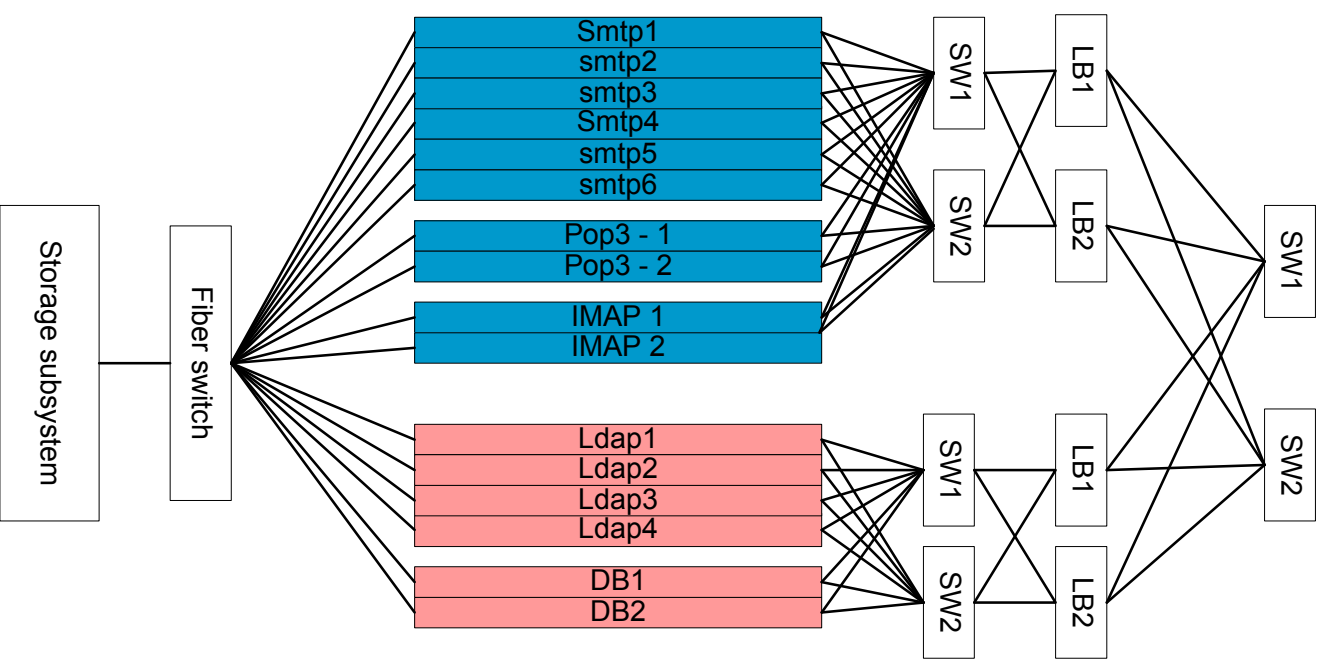 Storage subsystem
Fiber switch
Smtp1
smtp2
smtp3
Smtp4
smtp5
smtp6
Pop3 - 1
Pop3 - 2
IMAP 1
IMAP 2
Ldap1
Ldap2
Ldap3
Ldap4
DB1
DB2
SW1
SW2
LB1
LB2
SW1
SW2
LB1
LB2
SW1
SW2